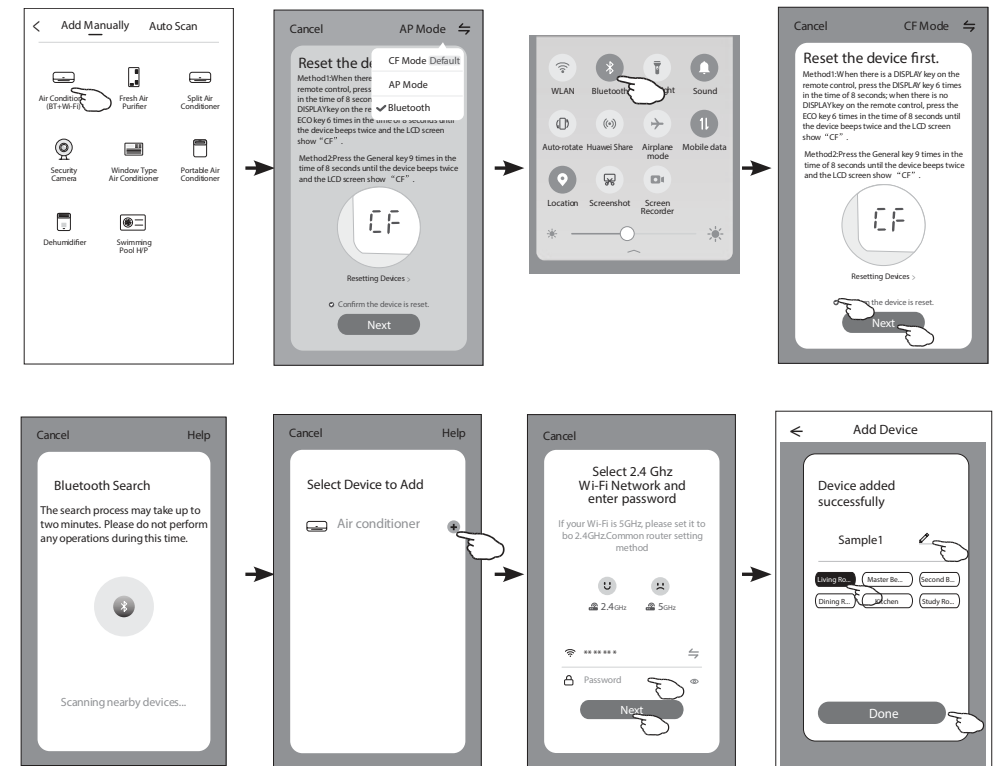 Add Manually
Auto Scan
Air Condition
(BT+Wi-Fi)
Fresh Air
Purifier
Split Air
Conditioner
Security
Camera
Window Type
Air Conditioner
Portable Air
Conditioner
Dehumidifier
Swimming
Pool H/P
Cancel
AP Mode
CF Mode Default
AP Mode
Bluetooth
Reset the de
Method1:When there
remote control, press
in the time of 8 secon
DISPLAYkey on the re
ECO key 6 times in the time of 8 seconds until
the device beeps twice and the LCD screen
show “CF” .
Method2:Press the General key 9 times in the
time of 8 seconds until the device beeps twice
and the LCD screen show “CF” .
CF
Resetting Devices >
Confirm the device is reset.
Next
WLAN
Bluetooth
ht
Sound
Auto-rotate
Huawei Share
Airplane
mode
Mobile data
Location
Screenshot
Screen
Recorder
Cancel
CF Mode
Reset the device first.
Method1:When there is a DISPLAY key on the
remote control, press the DISPLAY key 6 times
in the time of 8 seconds; when there is no
DISPLAYkey on the remote control, press the
ECO key 6 times in the time of 8 seconds until
the device beeps twice and the LCD screen
show “CF” .
Method2:Press the General key 9 times in the
time of 8 seconds until the device beeps twice
and the LCD screen show “CF” .
CF
Resetting Devices >
the device is reset.
Next
Cancel
Help
Bluetooth Search
The search process may take up to
two minutes. Please do not perform
any operations during this time.
Scanning nearby devices...
Cancel
Help
Select Device to Add
Air conditioner
Cancel
Select 2.4 Ghz
Wi-Fi Network and
enter password
If your Wi-Fi is 5GHz, please set it to
bo 2.4GHz.Common router setting
method
2.4GHz
5GHz
*******
Password
Next
Add Device
Device added
successfully
Sample1
Living Ro...
Master Be...
Second B...
Dining R...
Kitchen
Study Ro...
Done